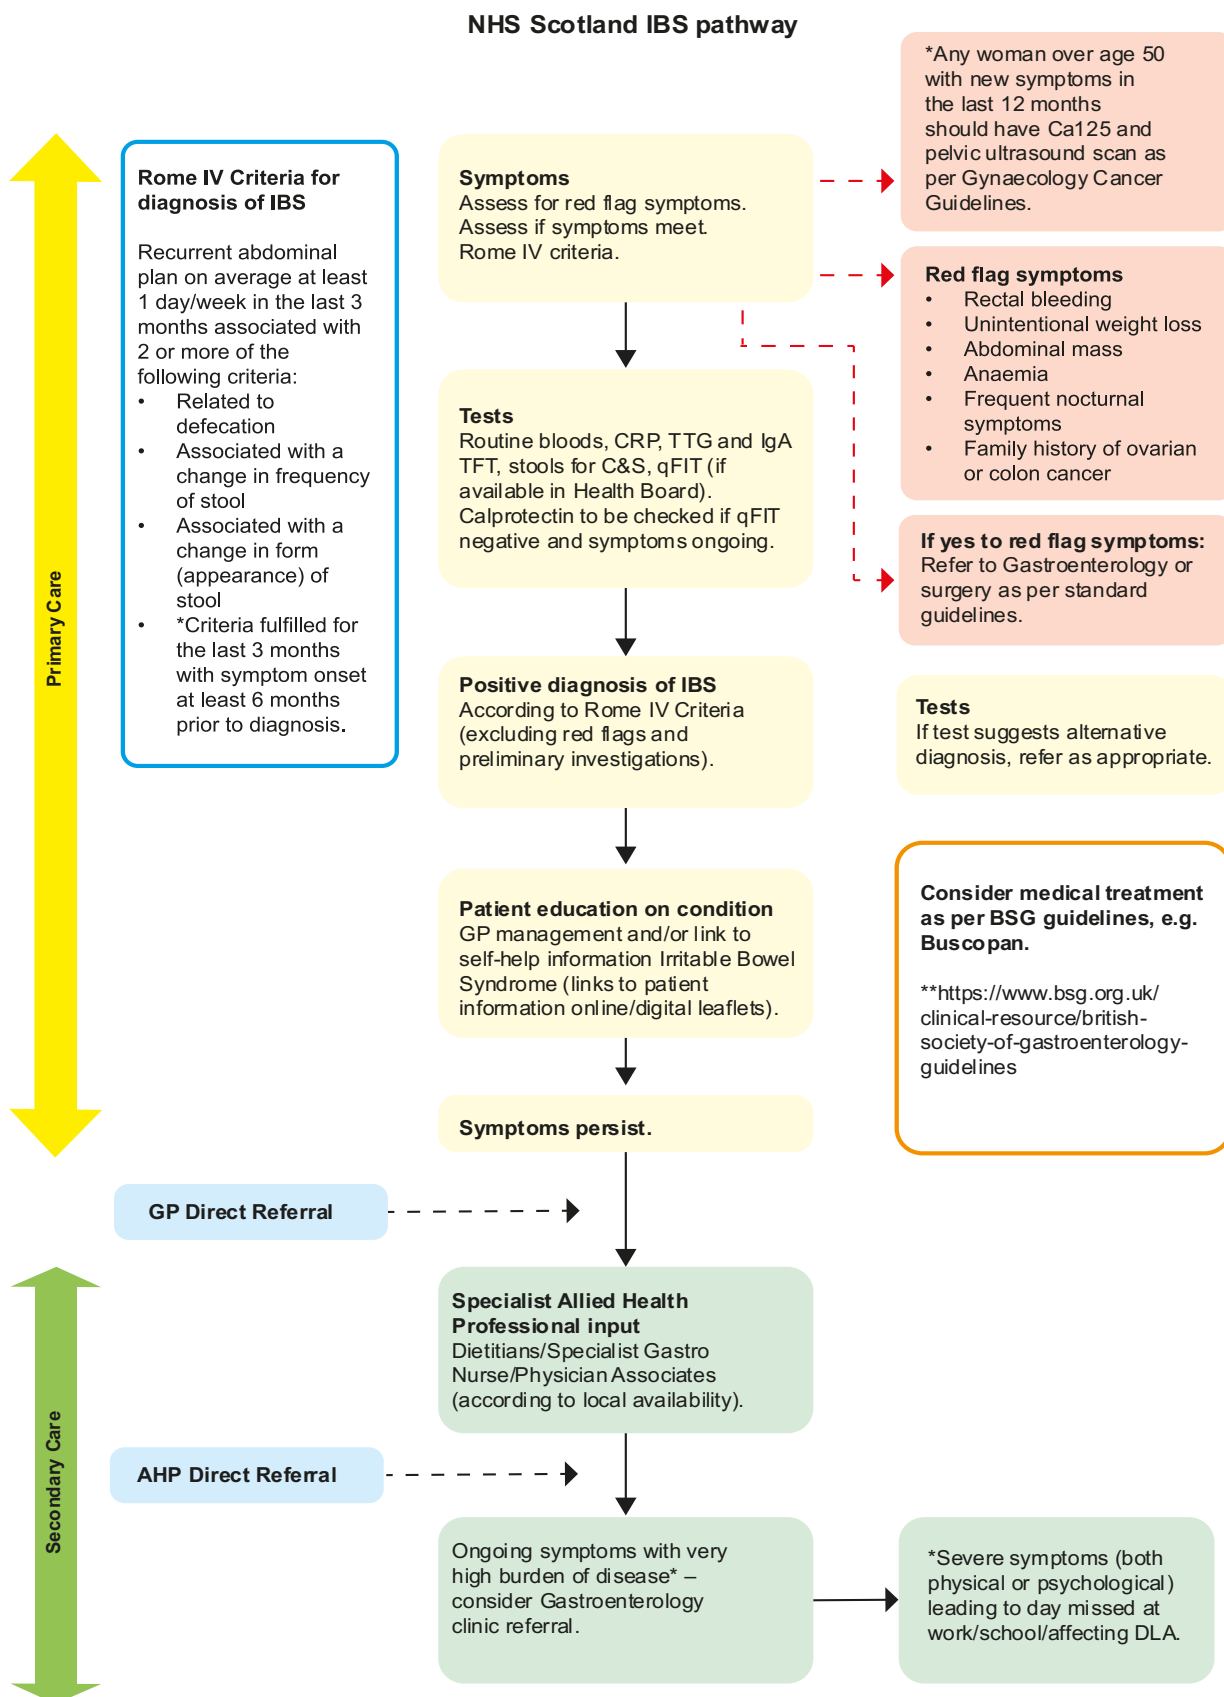 NHS Scotland IBS pathway
*Any woman over age 50
with new symptoms in
the last 12 months
should have Ca125 and
pelvic ultrasound scan as
per Gynaecology Cancer
Guidelines.
Primary Care
Rome IV Criteria for
diagnosis of IBS
Recurrent abdominal
plan on average at least
1 day/week in the last 3
months associated with
2 or more of the
following criteria:
• Related to
defecation
• Associated with a
change in frequency
of stool
• Associated with a
change in form
(appearance) of
stool
• *Criteria fulfilled for
the last 3 months
with symptom onset
at least 6 months
prior to diagnosis.
Symptoms
Assess for red flag symptoms.
Assess if symptoms meet.
Rome IV criteria.
Red flag symptoms
• Rectal bleeding
• Unintentional weight loss
• Abdominal mass
• Anaemia
• Frequent nocturnal
symptoms
• Family history of ovarian
or colon cancer
Tests
Routine bloods, CRP, TTG and IgA
TFT, stools for C&S, qFIT (if
available in Health Board).
Calprotectin to be checked if qFIT
negative and symptoms ongoing.
If yes to red flag symptoms:
Refer to Gastroenterology or
surgery as per standard
guidelines.
Positive diagnosis of IBS
According to Rome IV Criteria
(excluding red flags and
preliminary investigations).
Tests
If test suggests alternative
diagnosis, refer as appropriate.
Patient education on condition
GP management and/or link to
self-help information Irritable Bowel
Syndrome (links to patient
information online/digital leaflets).
Consider medical treatment
as per BSG guidelines, e.g.
Buscopan.
**https://www.bsg.org.uk/
clinical-resource/british-
society-of-gastroenterology-
guidelines
Symptoms persist.
GP Direct Referral
Secondary Care
Specialist Allied Health
Professional input
Dietitians/Specialist Gastro
Nurse/Physician Associates
(according to local availability).
AHP Direct Referral
Ongoing symptoms with very
high burden of disease* –
consider Gastroenterology
clinic referral.
*Severe symptoms (both
physical or psychological)
leading to day missed at
work/school/affecting DLA.